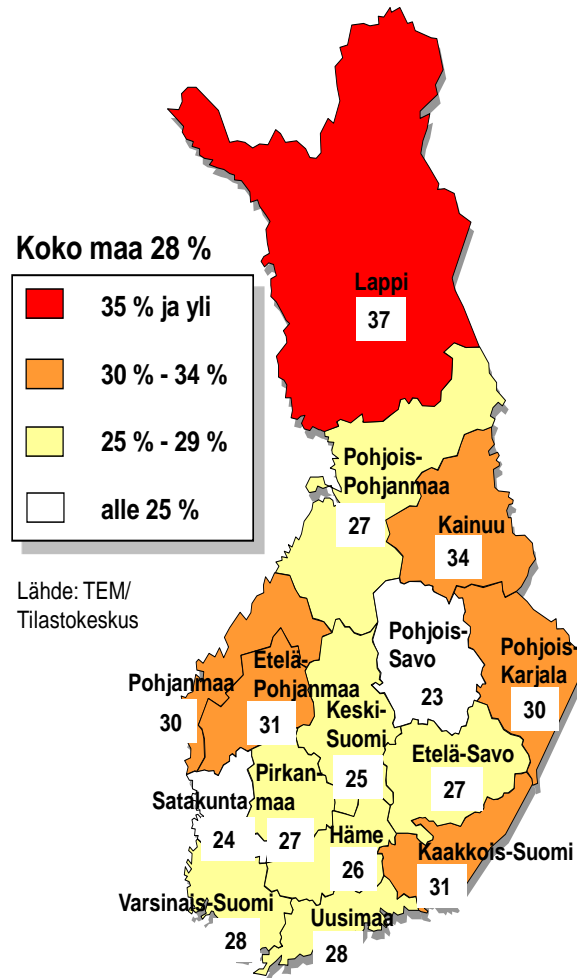 Koko maa 28 %
35 % ja yli
30 % - 34 %
25 % - 29 %
alle 25 %
Lähde: TEM/
Tilastokeskus
Lappi
37
Pohjois-
Pohjanmaa
27
Kainuu
34
Pohjois-
Savo
23
Pohjois-
Karjala
30
Pohjanmaa
30
Etelä-
Pohjanmaa
31
Keski-
Suomi
25
Etelä-Savo
27
Satakunta
24
Pirkan-
maa
27
Häme
26
Kaakkois-Suomi
31
Varsinais-Suomi
28
Uusimaa
28